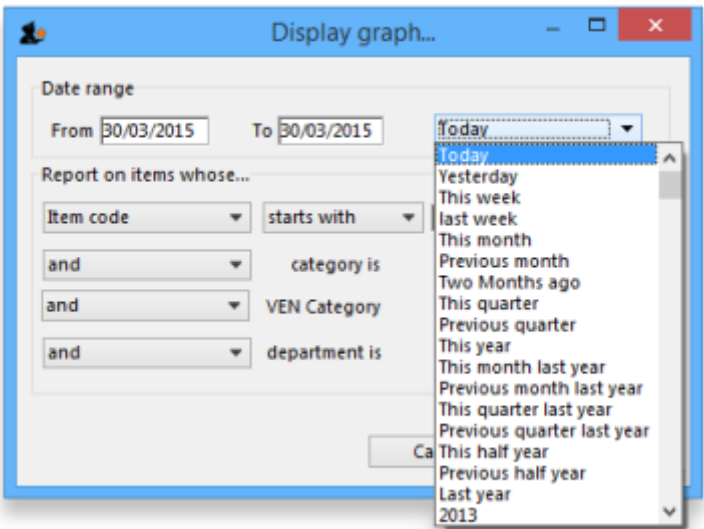 Display graph...
Date range
From 30/03/2015 To 30/03/2015 Today
Report on items whose...
Item code starts with
and category is
and VEN Category
and department is
Ca
Today
Yesterday
This week
last week
This month
Previous month
Two Months ago
This quarter
Previous quarter
This year
This month last year
Previous month last year
This quarter last year
Previous quarter last year
This half year
Previous half year
Last year
2013